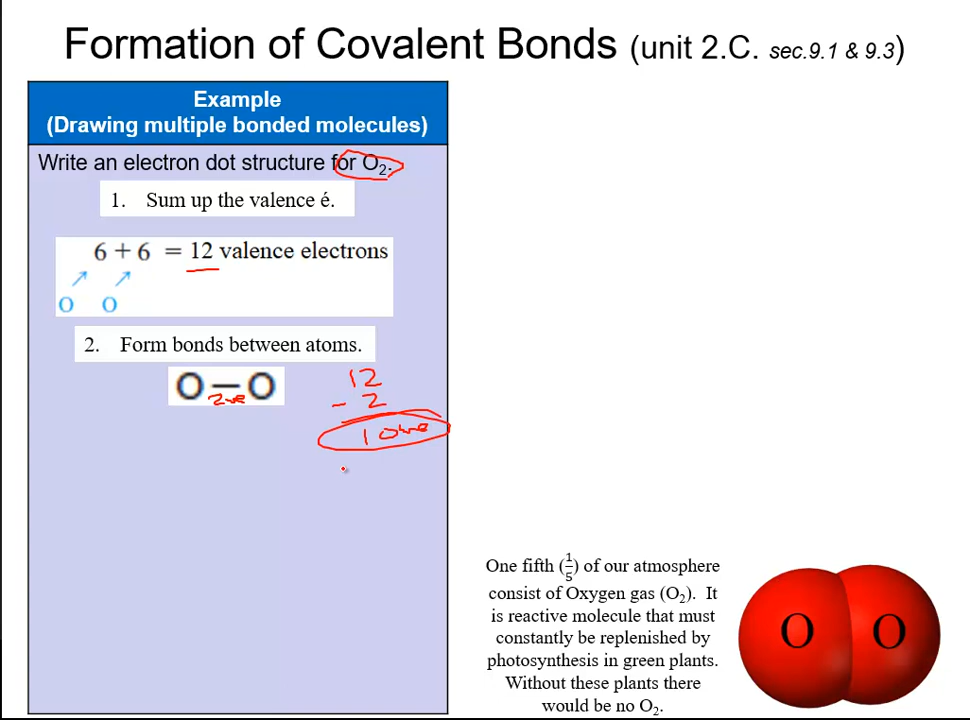 Formation of Covalent Bonds (unit 2.C. sec.9.1 & 9.3)
Example
(Drawing multiple bonded molecules)
Write an electron dot structure for O₂.
1. Sum up the valence é.
6 + 6 = 12 valence electrons
O O
2. Form bonds between atoms.
O — O
2ve
12
- 2
10 ve
One fifth (1/5) of our atmosphere
consist of Oxygen gas (O₂). It
is reactive molecule that must
constantly be replenished by
photosynthesis in green plants.
Without these plants there
would be no O₂.
O O